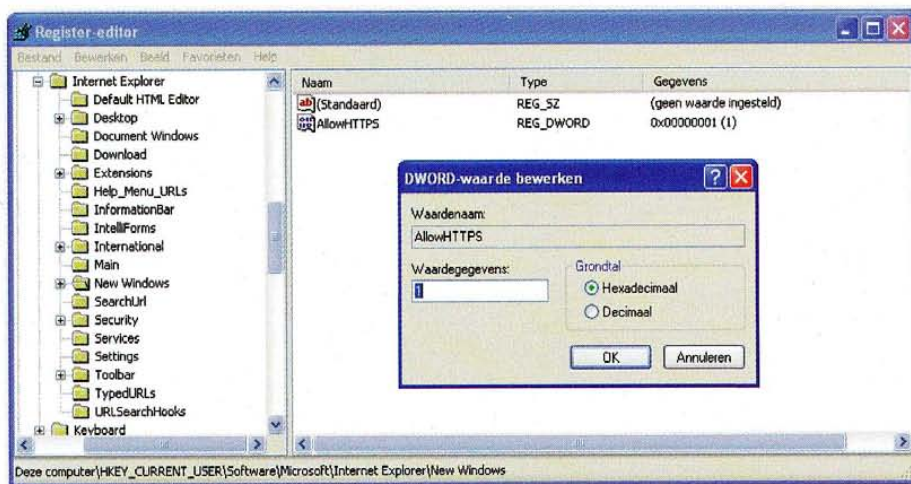 Register-editor
Bestand Bewerken Beeld Favorieten Help
Internet Explorer
Default HTML Editor
Desktop
Document Windows
Download
Extensions
Help_Menu_URLs
InformationBar
IntelliForms
International
Main
New Windows
SearchUrl
Security
Services
Settings
Toolbar
TypedURLs
URLSearchHooks
Keyboard
Naam Type Gegevens
ab (Standaard) REG_SZ (geen waarde ingesteld)
AllowHTTPS REG_DWORD 0x00000001 (1)
DWORD-waarde bewerken
Waardenaam:
AllowHTTPS
Waardegegevens:
1
Grondtal
Hexadecimaal
Decimaal
OK Annuleren
Deze computer\HKEY_CURRENT_USER\Software\Microsoft\Internet Explorer\New Windows